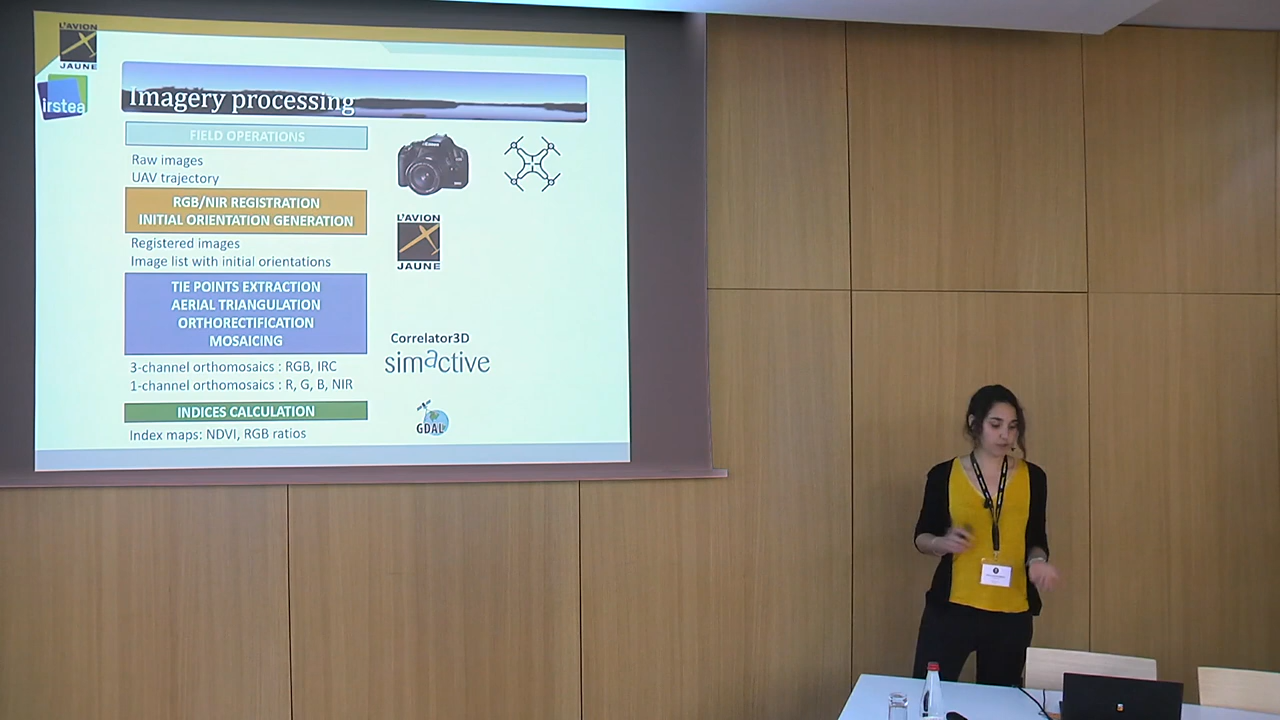 L'AVION
JAUNE
irstea
Imagery processing
FIELD OPERATIONS
Raw images
UAV trajectory
RGB/NIR REGISTRATION
INITIAL ORIENTATION GENERATION
L'AVION
JAUNE
Registered images
Image list with initial orientations
TIE POINTS EXTRACTION
AERIAL TRIANGULATION
ORTHORECTIFICATION
MOSAICING
Correlator3D
simactive
3-channel orthomosaics : RGB, IRC
1-channel orthomosaics : R, G, B, NIR
INDICES CALCULATION
GDAL
Index maps: NDVI, RGB ratios